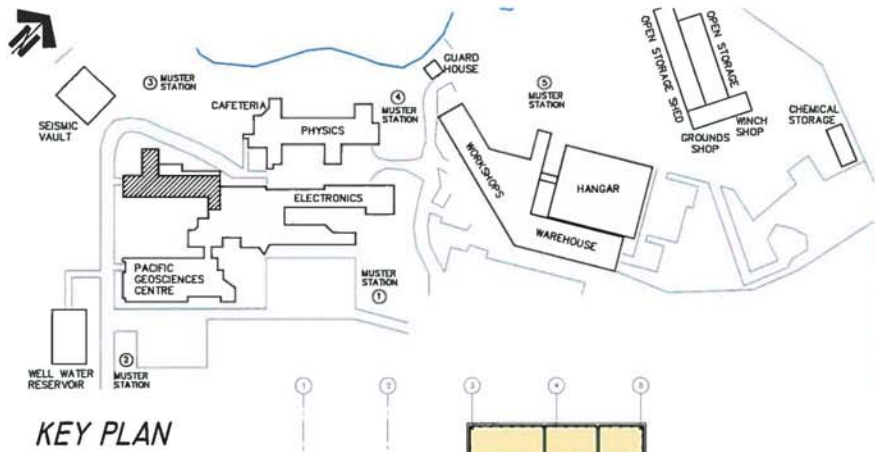 GUARD
HOUSE
③ MUSTER
STATION
④
MUSTER
STATION
⑤
MUSTER
STATION
OPEN STORAGE SHED
OPEN STORAGE
CAFETERIA
PHYSICS
SEISMIC
VAULT
WORKSHOPS
GROUNDS
SHOP
WINCH
SHOP
CHEMICAL
STORAGE
HANGAR
ELECTRONICS
WAREHOUSE
PACIFIC
GEOSCIENCES
CENTRE
MUSTER
STATION
①
②
MUSTER
STATION
WELL WATER
RESERVOIR
KEY PLAN
1
2
3
4
5